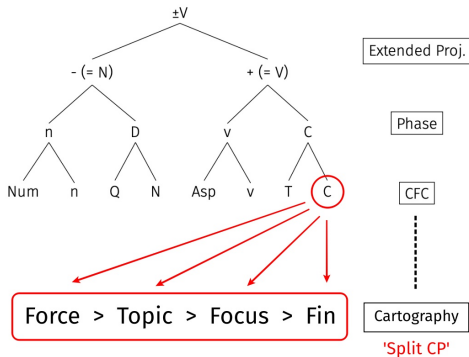 ±V
Extended Proj.
- (= N) + (= V)
n D v C Phase
Num n Q N Asp v T C CFC
Force > Topic > Focus > Fin Cartography
'Split CP'